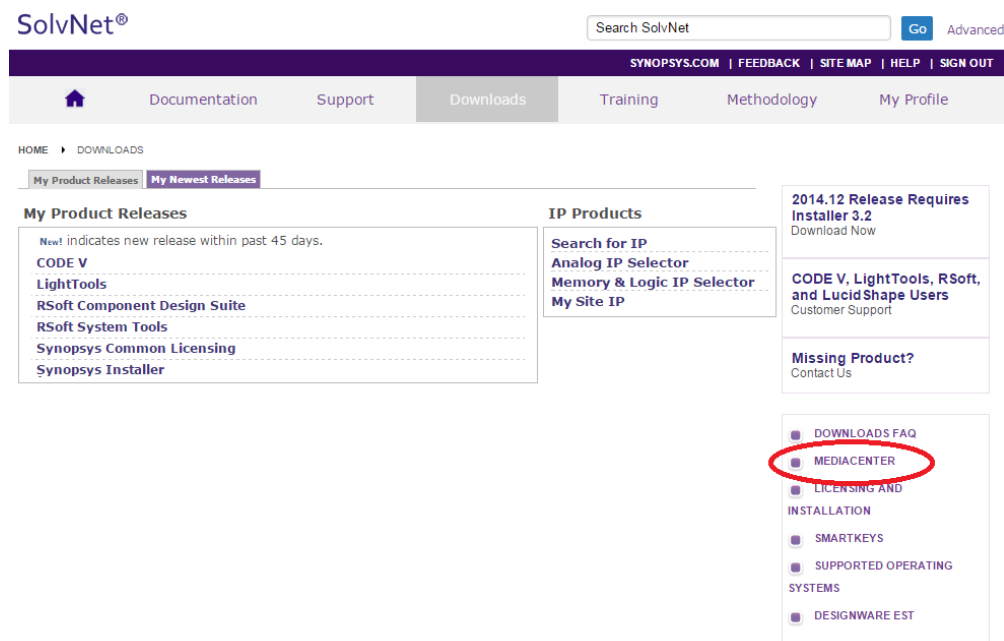 SolvNet®
Search SolvNet
Go
Advanced
SYNOPSYS.COM | FEEDBACK | SITE MAP | HELP | SIGN OUT
Documentation Support Downloads Training Methodology My Profile
HOME ▸ DOWNLOADS
My Product Releases My Newest Releases
My Product Releases
New! indicates new release within past 45 days.
CODE V
LightTools
RSoft Component Design Suite
RSoft System Tools
Synopsys Common Licensing
Synopsys Installer
IP Products
Search for IP
Analog IP Selector
Memory & Logic IP Selector
My Site IP
2014.12 Release Requires
Installer 3.2
Download Now
CODE V, LightTools, RSoft,
and LucidShape Users
Customer Support
Missing Product?
Contact Us
DOWNLOADS FAQ
MEDIACENTER
LICENSING AND
INSTALLATION
SMARTKEYS
SUPPORTED OPERATING
SYSTEMS
DESIGNWARE EST